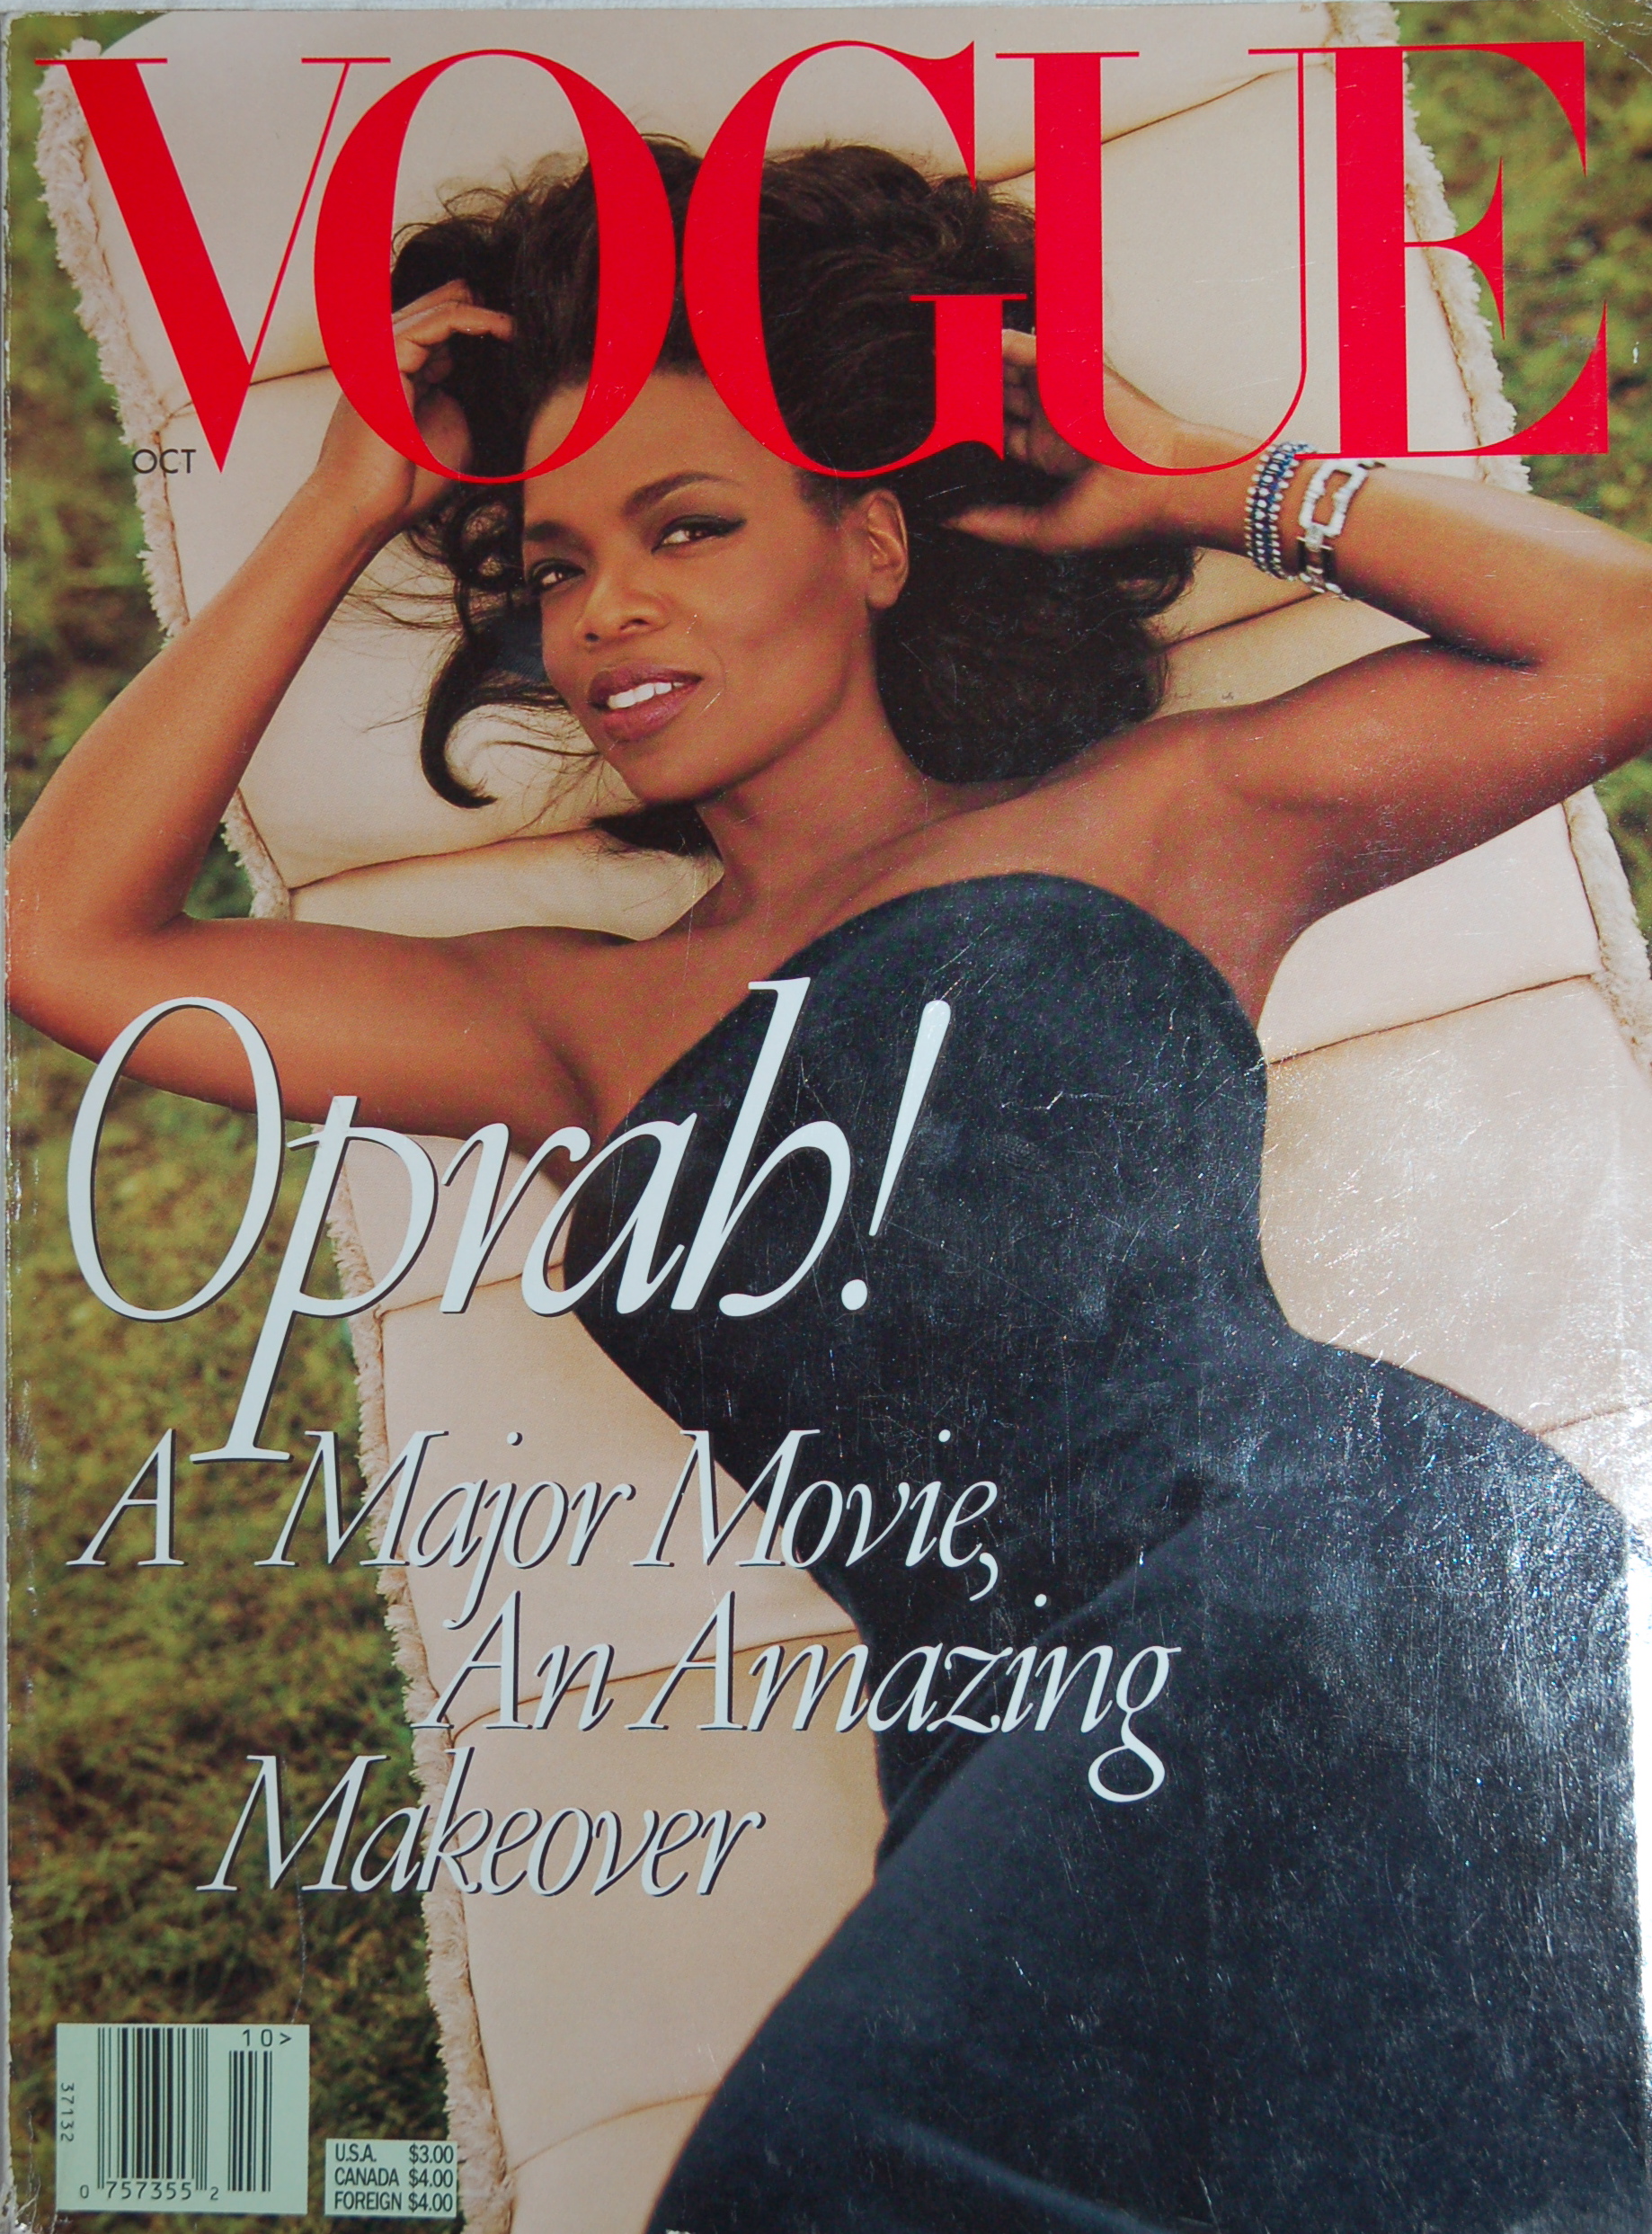 VOGUE
OCT
Oprah!
A Major Movie,
An Amazing
Makeover
10>
37132
0 757355 2
U.S.A. $3.00
CANADA $4.00
FOREIGN $4.00